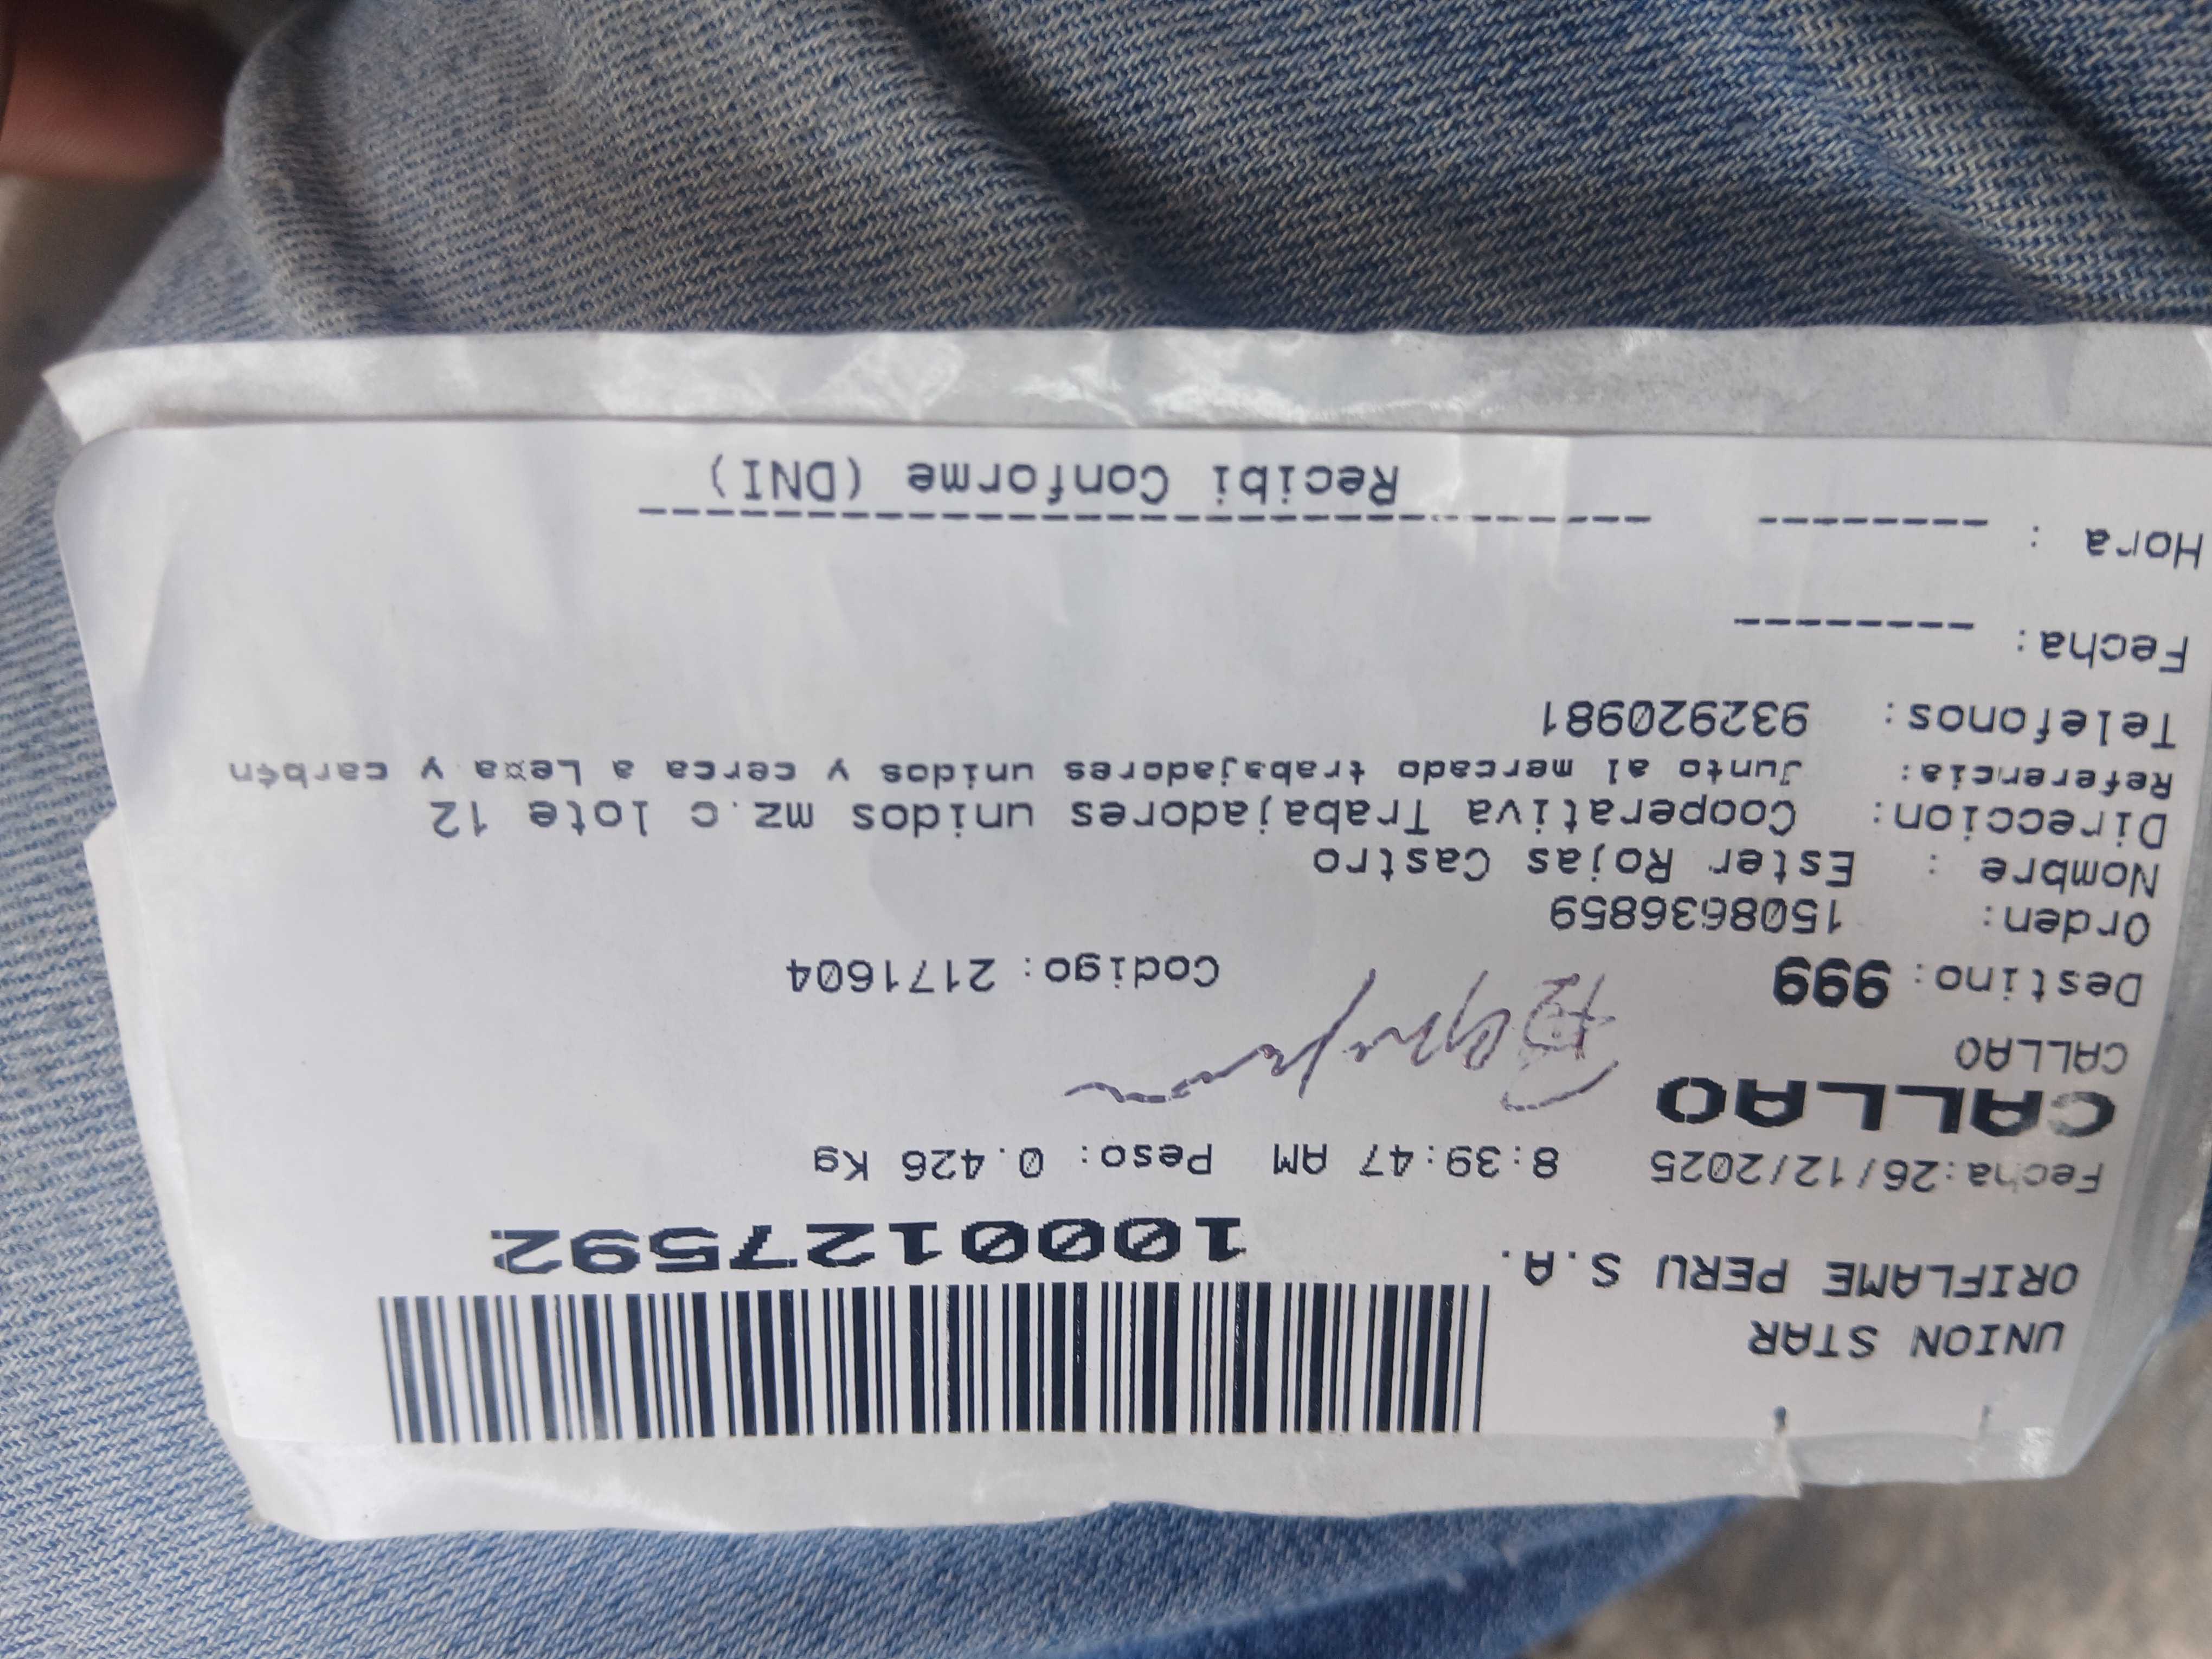 UNION STAR
ORIFLAME PERU S.A.
1000127592
Fecha:26/12/2025 8:39:47 AM Peso: 0.426 Kg
CALLAO
CALLAO
Destino: 999 Codigo: 2171604
Orden: 1508636859
Nombre : Ester Rojas Castro
Direccion: Cooperativa Trabajadores unidos mz.c lote 12
Referencia: Junto al mercado trabajadores unidos y cerca a Le¤a y carb¢n
Telefonos: 932920981
Fecha: --------
Hora : --------
Recibi Conforme (DNI)